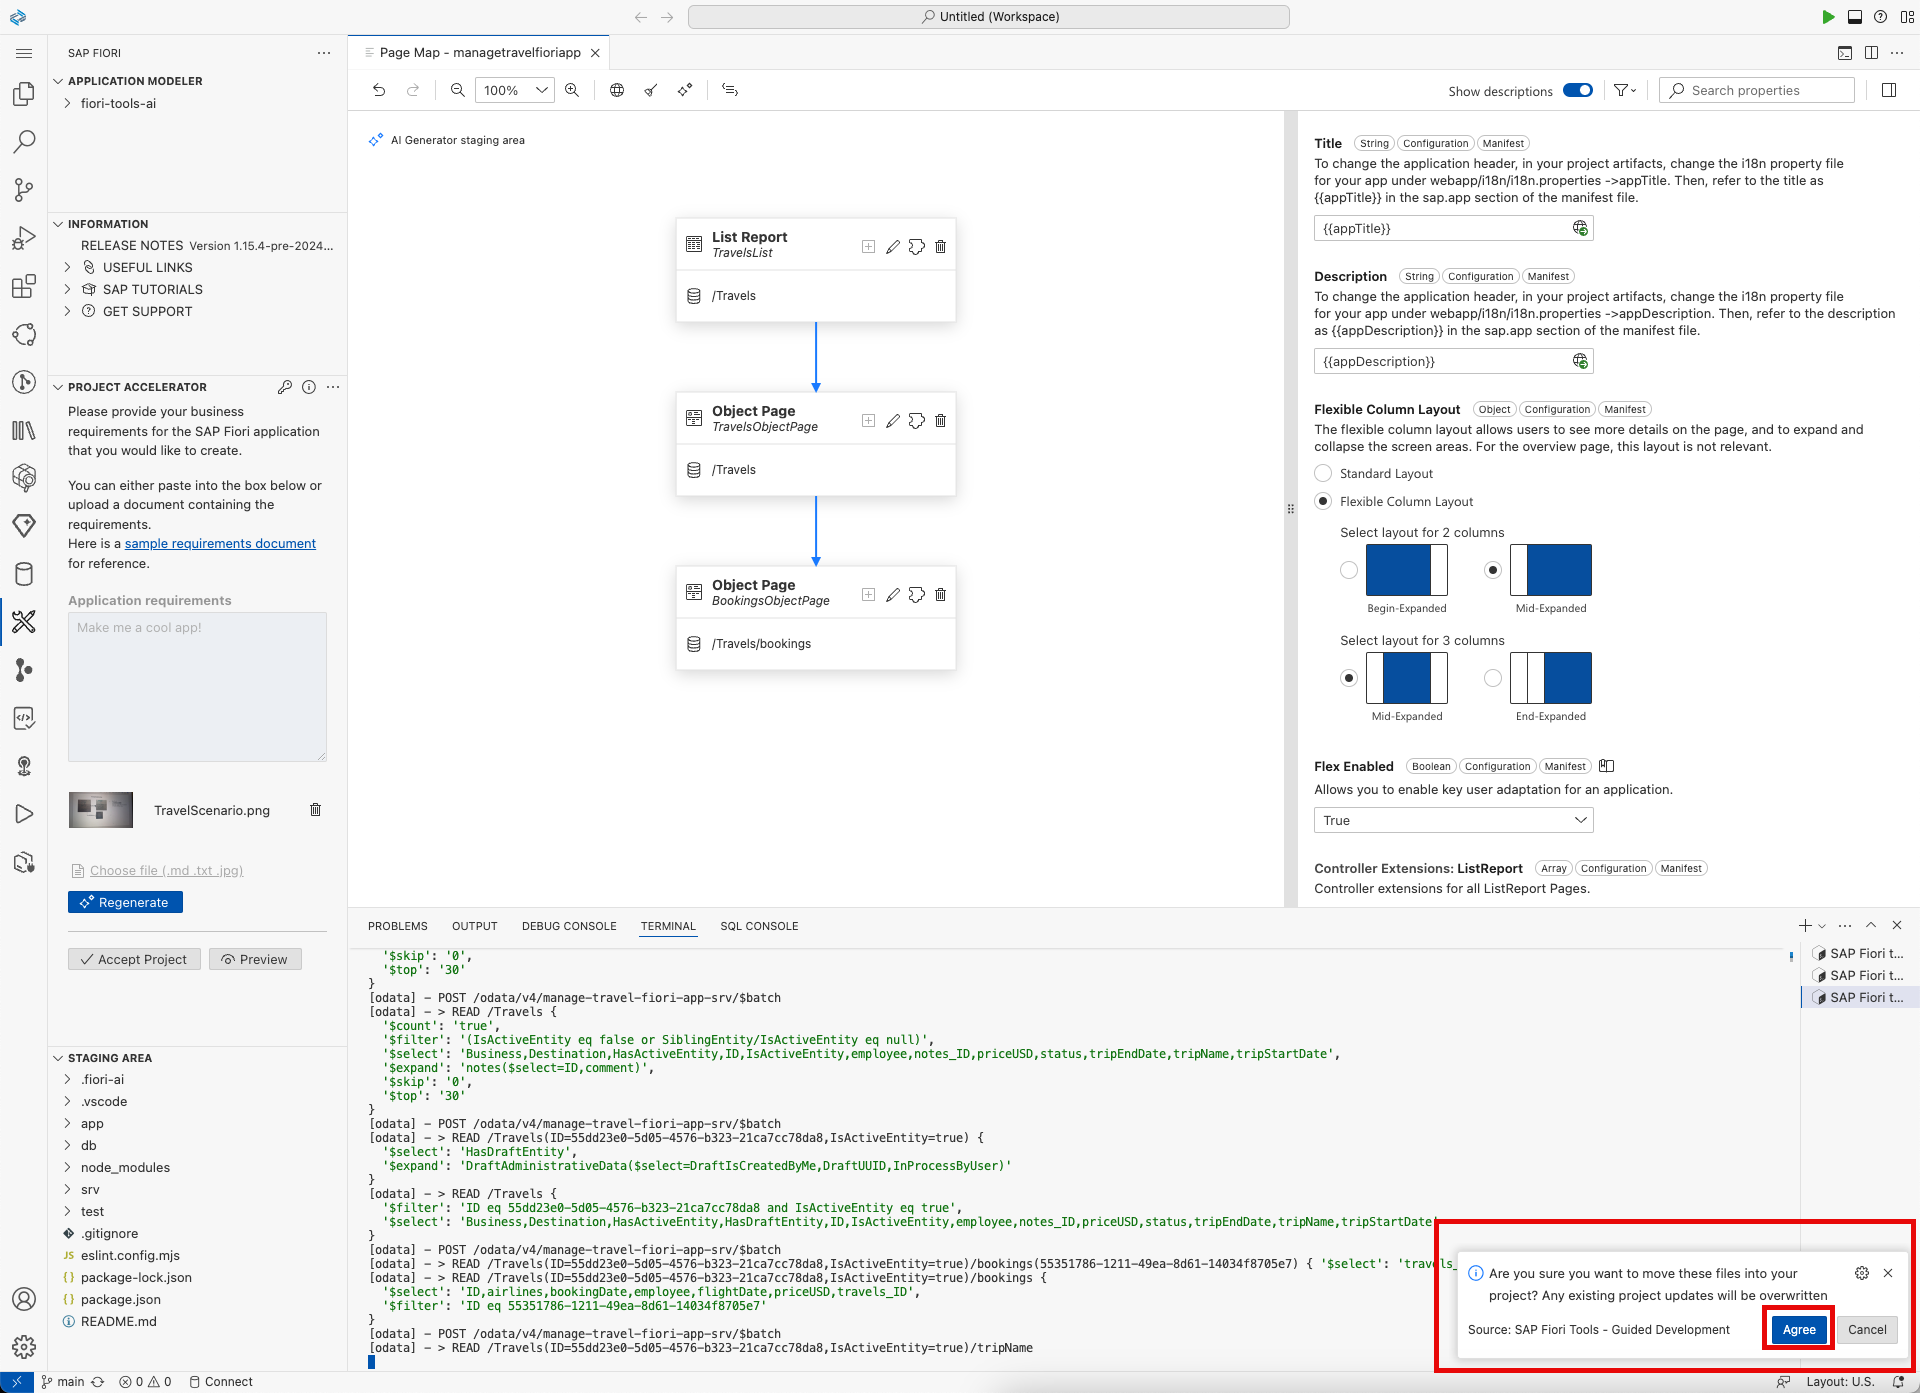 Untitled (Workspace)
SAP FIORI
APPLICATION MODELER
fiori-tools-ai
INFORMATION
RELEASE NOTES Version 1.15.4-pre-2024...
USEFUL LINKS
SAP TUTORIALS
GET SUPPORT
PROJECT ACCELERATOR
Please provide your business
requirements for the SAP Fiori application
that you would like to create.
You can either paste into the box below or
upload a document containing the
requirements.
Here is a sample requirements document
for reference.
Application requirements
Make me a cool app!
TravelScenario.png
Choose file (.md .txt .jpg)
Regenerate
Accept Project
Preview
STAGING AREA
.fiori-ai
.vscode
app
db
node_modules
srv
test
.gitignore
JS eslint.config.mjs
{} package-lock.json
{} package.json
README.md
Page Map - managetravelfioriapp
100%
Show descriptions
Search properties
AI Generator staging area
List Report
TravelsList
/Travels
Object Page
TravelsObjectPage
/Travels
Object Page
BookingsObjectPage
/Travels/bookings
Title String Configuration Manifest
To change the application header, in your project artifacts, change the i18n property file
for your app under webapp/i18n/i18n.properties ->appTitle. Then, refer to the title as
{{appTitle}} in the sap.app section of the manifest file.
{{appTitle}}
Description String Configuration Manifest
To change the application header, in your project artifacts, change the i18n property file
for your app under webapp/i18n/i18n.properties ->appDescription. Then, refer to the description
as {{appDescription}} in the sap.app section of the manifest file.
{{appDescription}}
Flexible Column Layout Object Configuration Manifest
The flexible column layout allows users to see more details on the page, and to expand and
collapse the screen areas. For the overview page, this layout is not relevant.
Standard Layout
Flexible Column Layout
Select layout for 2 columns
Begin-Expanded
Mid-Expanded
Select layout for 3 columns
Mid-Expanded
End-Expanded
Flex Enabled Boolean Configuration Manifest
Allows you to enable key user adaptation for an application.
True
Controller Extensions: ListReport Array Configuration Manifest
Controller extensions for all ListReport Pages.
PROBLEMS OUTPUT DEBUG CONSOLE TERMINAL SQL CONSOLE
'$skip': '0',
'$top': '30'
}
[odata] - POST /odata/v4/manage-travel-fiori-app-srv/$batch
[odata] - > READ /Travels {
'$count': 'true',
'$filter': '(IsActiveEntity eq false or SiblingEntity/IsActiveEntity eq null)',
'$select': 'Business,Destination,HasActiveEntity,ID,IsActiveEntity,employee,notes_ID,priceUSD,status,tripEndDate,tripName,tripStartDate',
'$expand': 'notes($select=ID,comment)',
'$skip': '0',
'$top': '30'
}
[odata] - POST /odata/v4/manage-travel-fiori-app-srv/$batch
[odata] - > READ /Travels(ID=55dd23e0-5d05-4576-b323-21ca7cc78da8,IsActiveEntity=true) {
'$select': 'HasDraftEntity',
'$expand': 'DraftAdministrativeData($select=DraftIsCreatedByMe,DraftUUID,InProcessByUser)'
}
[odata] - > READ /Travels {
'$filter': 'ID eq 55dd23e0-5d05-4576-b323-21ca7cc78da8 and IsActiveEntity eq true',
'$select': 'Business,Destination,HasActiveEntity,HasDraftEntity,ID,IsActiveEntity,employee,notes_ID,priceUSD,status,tripEndDate,tripName,tripStartDate'
}
[odata] - POST /odata/v4/manage-travel-fiori-app-srv/$batch
[odata] - > READ /Travels(ID=55dd23e0-5d05-4576-b323-21ca7cc78da8,IsActiveEntity=true)/bookings(55351786-1211-49ea-8d61-14034f8705e7) { '$select': 'travels_
[odata] - > READ /Travels(ID=55dd23e0-5d05-4576-b323-21ca7cc78da8,IsActiveEntity=true)/bookings {
'$select': 'ID,airlines,bookingDate,employee,flightDate,priceUSD,travels_ID',
'$filter': 'ID eq 55351786-1211-49ea-8d61-14034f8705e7'
}
[odata] - POST /odata/v4/manage-travel-fiori-app-srv/$batch
[odata] - > READ /Travels(ID=55dd23e0-5d05-4576-b323-21ca7cc78da8,IsActiveEntity=true)/tripName
SAP Fiori t...
SAP Fiori t...
SAP Fiori t...
Are you sure you want to move these files into your
project? Any existing project updates will be overwritten
Source: SAP Fiori Tools - Guided Development
Agree
Cancel
main
0 0
Connect
Layout: U.S.